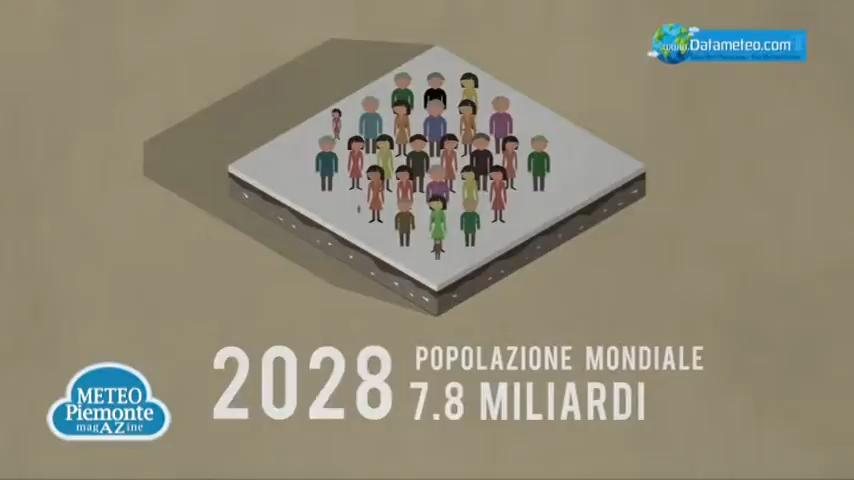 www.Datameteo.com
2028
POPOLAZIONE MONDIALE
7.8 MILIARDI
METEO
Piemonte
magAZine